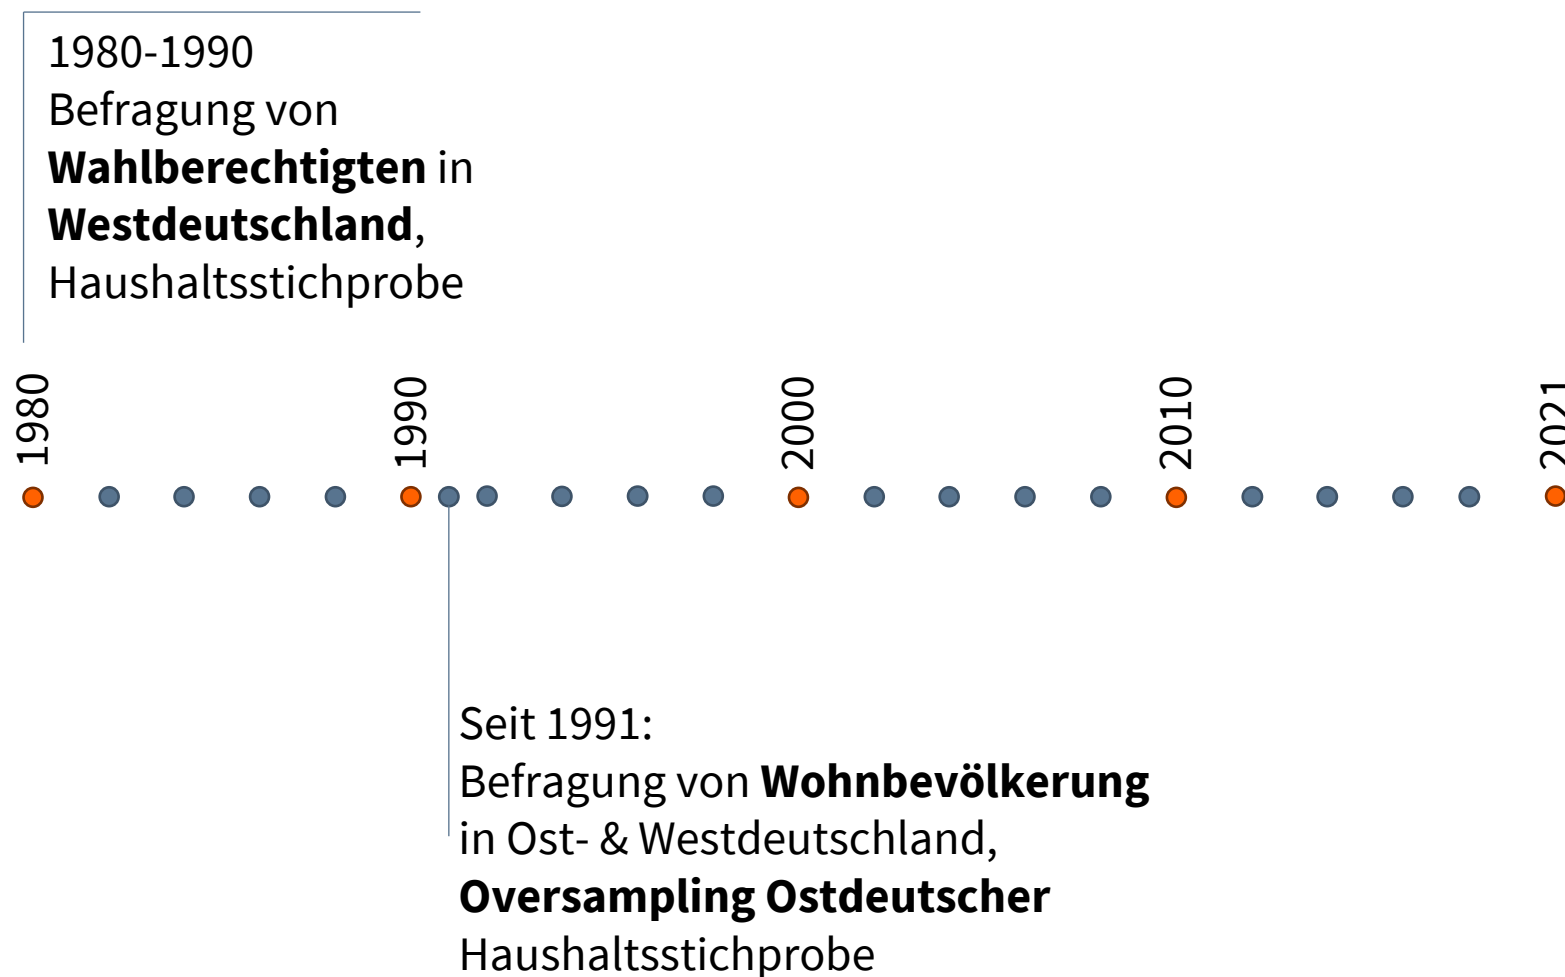 1980-1990
Befragung von
Wahlberechtigten in
Westdeutschland,
Haushaltsstichprobe
1980
1990
2000
2010
2021
Seit 1991:
Befragung von Wohnbevölkerung
in Ost- & Westdeutschland,
Oversampling Ostdeutscher
Haushaltsstichprobe